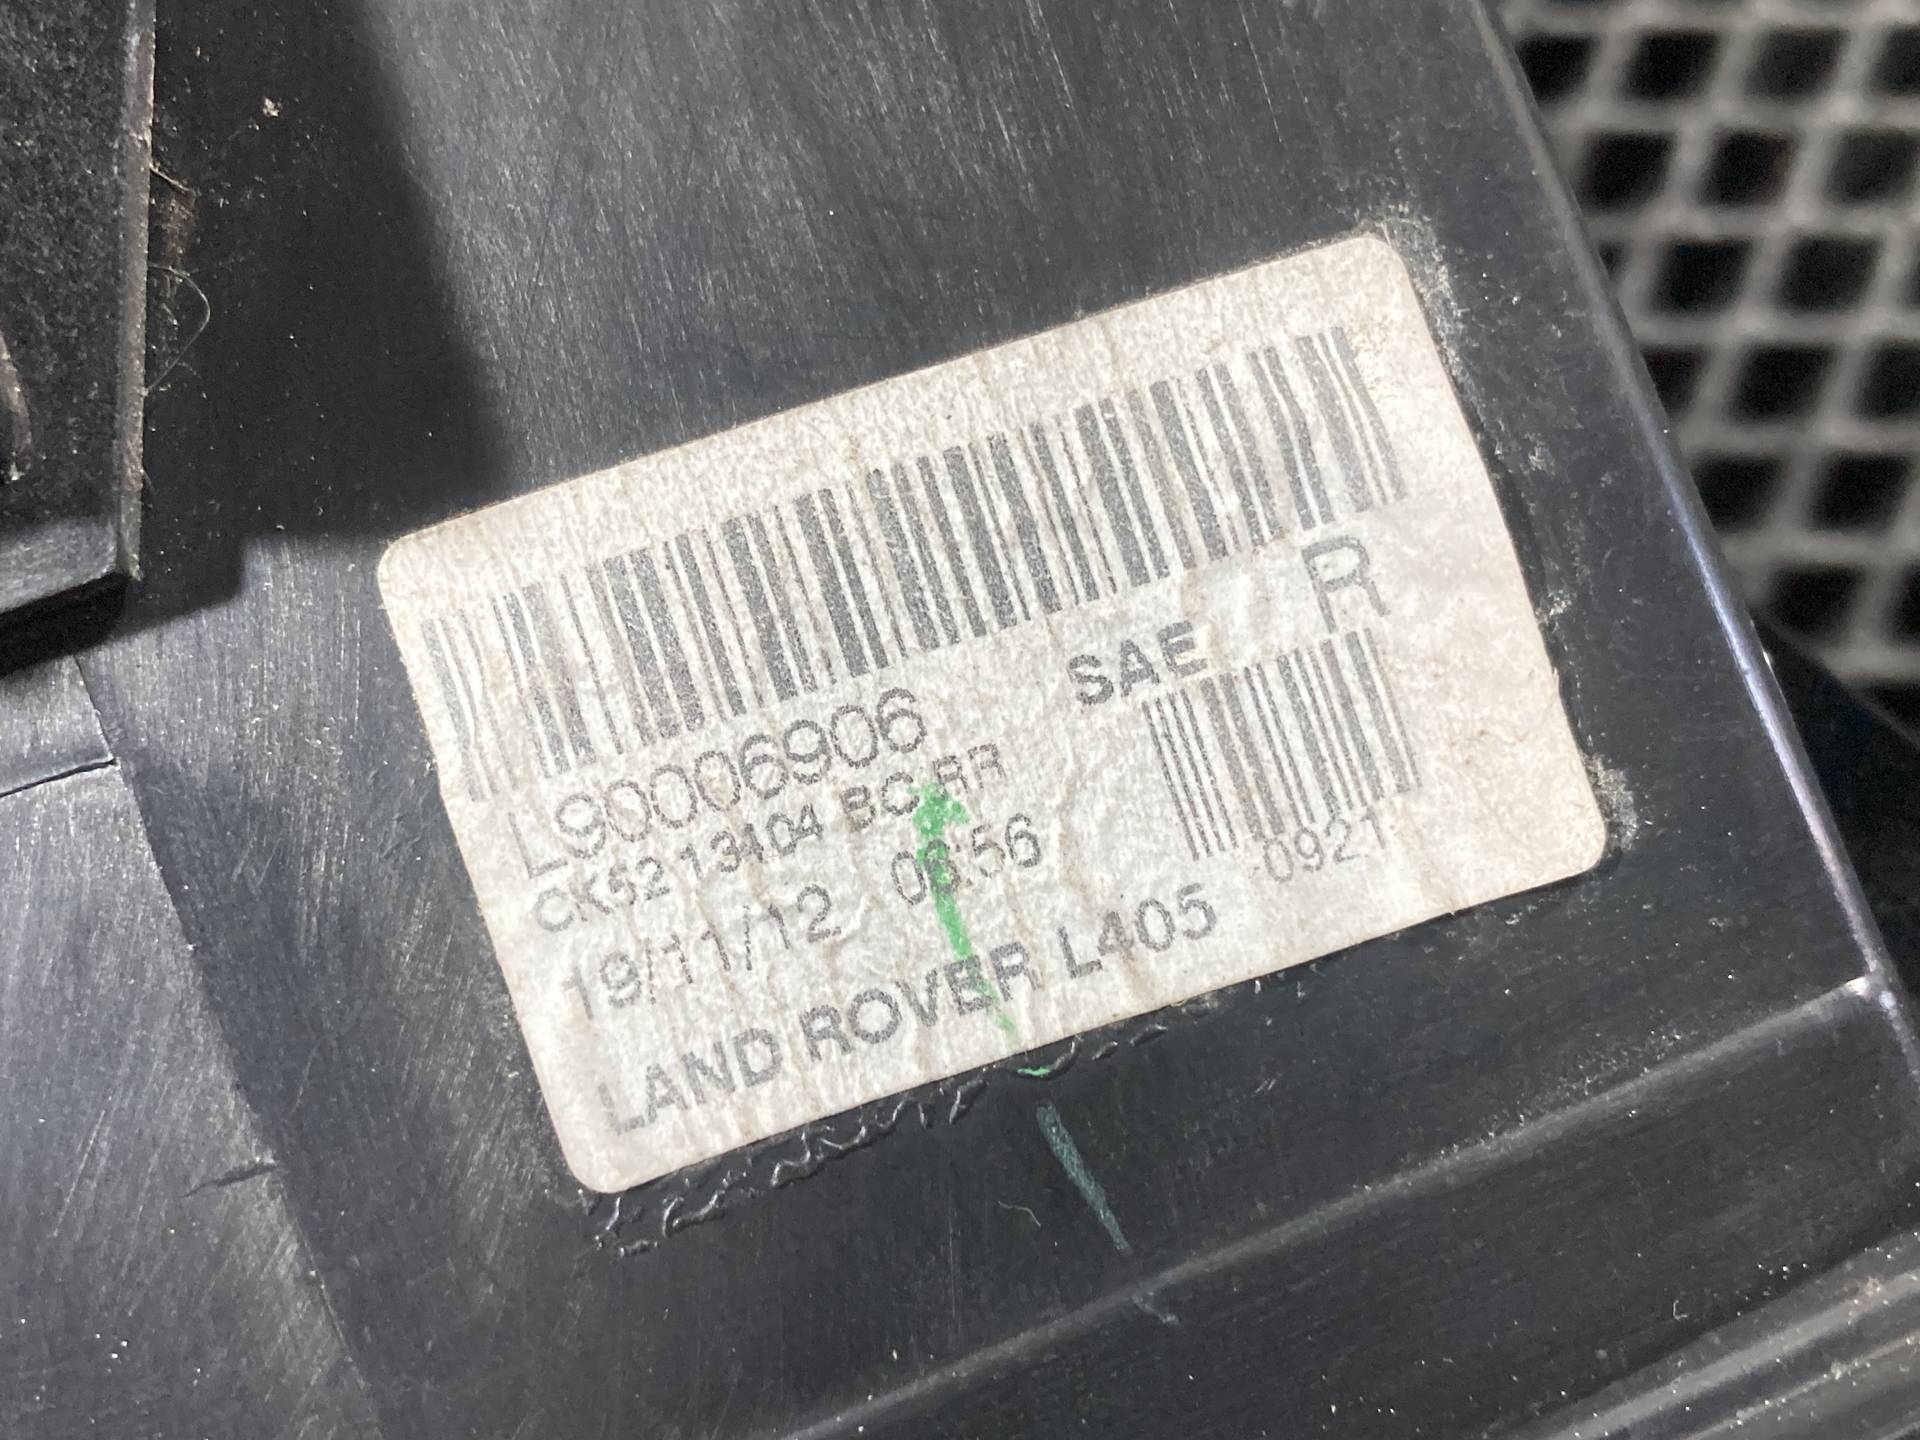 SAE R
L90006906
CK52 13404 BC RR
19/11/12 06:56
0921
LAND ROVER L405